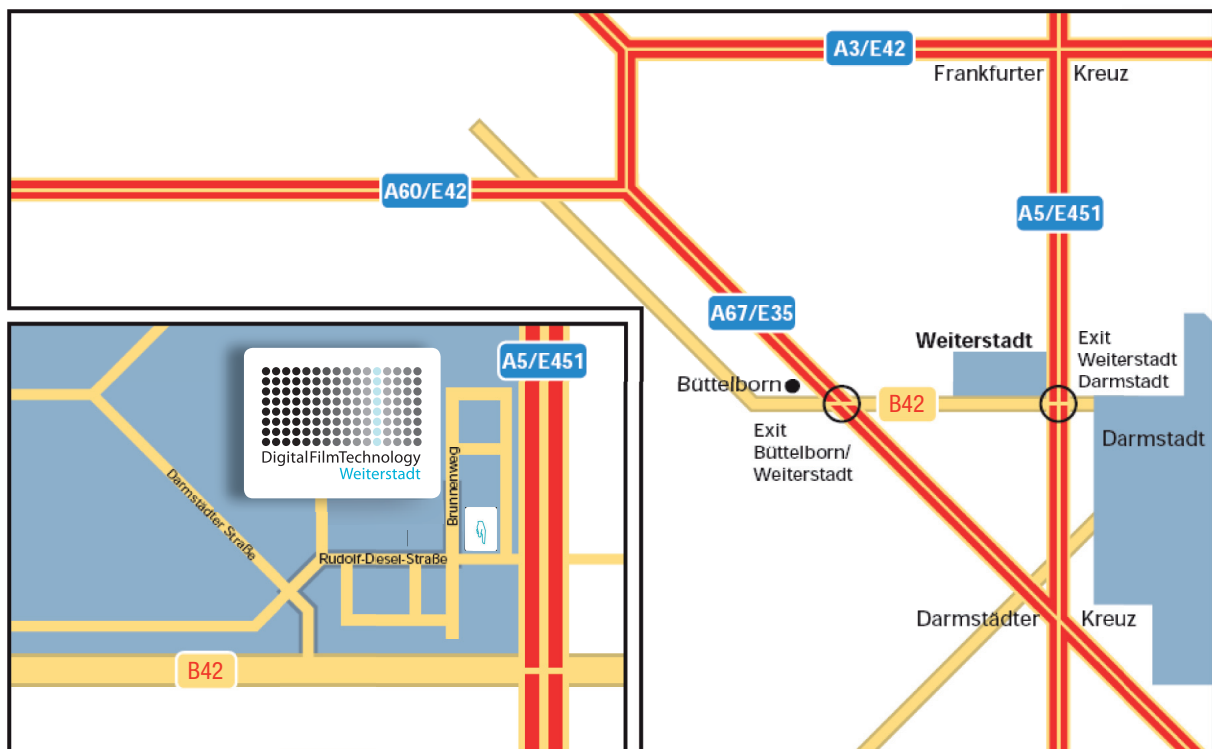 A3/E42
Frankfurter Kreuz
A60/E42
A5/E451
A67/E35
Weiterstadt
Exit
Weiterstadt
Darmstadt
Büttelborn
B42
Exit
Büttelborn/
Weiterstadt
Darmstadt
Darmstädter Kreuz
A5/E451
DigitalFilmTechnology
Weiterstadt
Brunnenweg
Darmstädter Straße
Rudolf-Diesel-Straße
B42